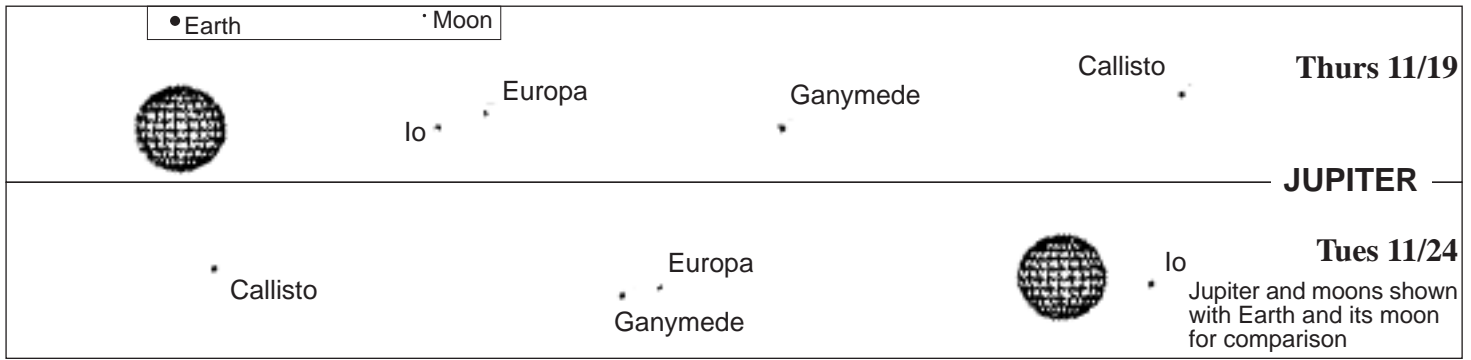 Earth
Moon
Thurs 11/19
Callisto
Europa
Ganymede
Io
JUPITER
Tues 11/24
Io
Europa
Callisto
Ganymede
Jupiter and moons shown
with Earth and its moon
for comparison